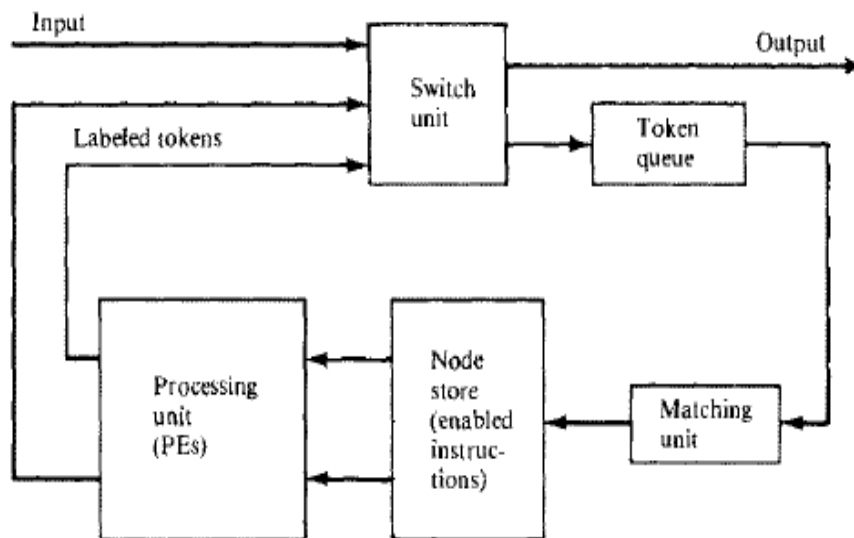 Input
Output
Switch
unit
Token
queue
Labeled tokens
Processing
unit
(PEs)
Node
store
(enabled
instruc-
tions)
Matching
unit